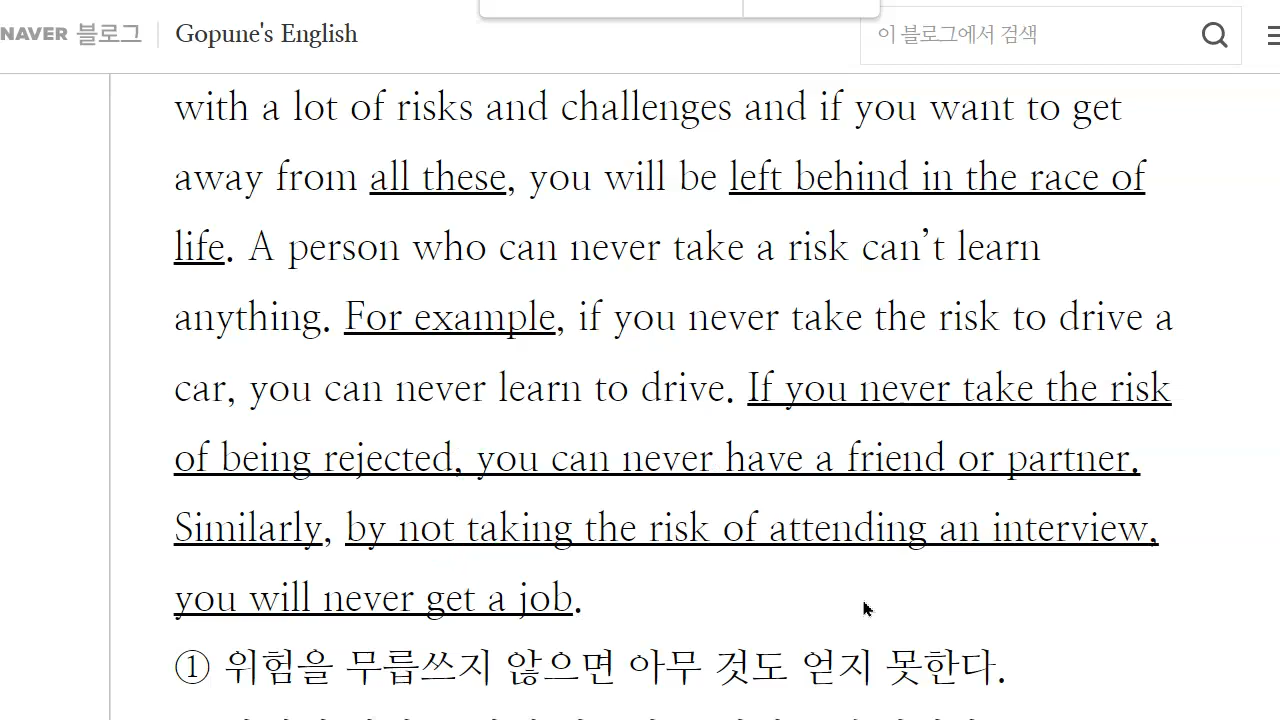 NAVER 블로그 Gopune's English 이 블로그에서 검색
with a lot of risks and challenges and if you want to get
away from all these, you will be left behind in the race of
life. A person who can never take a risk can’t learn
anything. For example, if you never take the risk to drive a
car, you can never learn to drive. If you never take the risk
of being rejected, you can never have a friend or partner.
Similarly, by not taking the risk of attending an interview,
you will never get a job.
① 위험을 무릅쓰지 않으면 아무 것도 얻지 못한다.